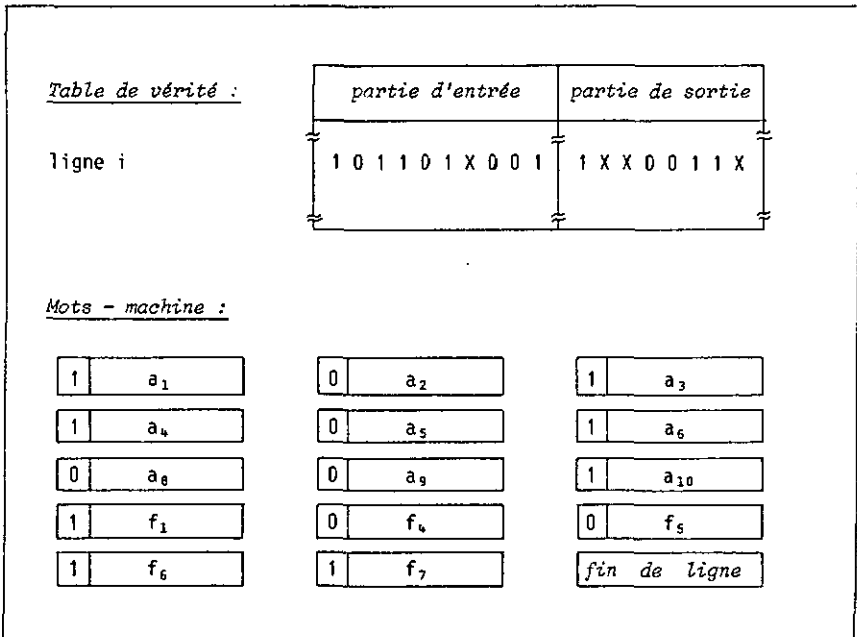 Table de vérité :
partie d'entrée partie de sortie
ligne i 1 0 1 1 0 1 X 0 0 1 1 X X 0 0 1 1 X
Mots - machine :
1 a₁ 0 a₂ 1 a₃
1 a₄ 0 a₅ 1 a₆
0 a₈ 0 a₉ 1 a₁₀
1 f₁ 0 f₄ 0 f₅
1 f₆ 1 f₇ fin de ligne